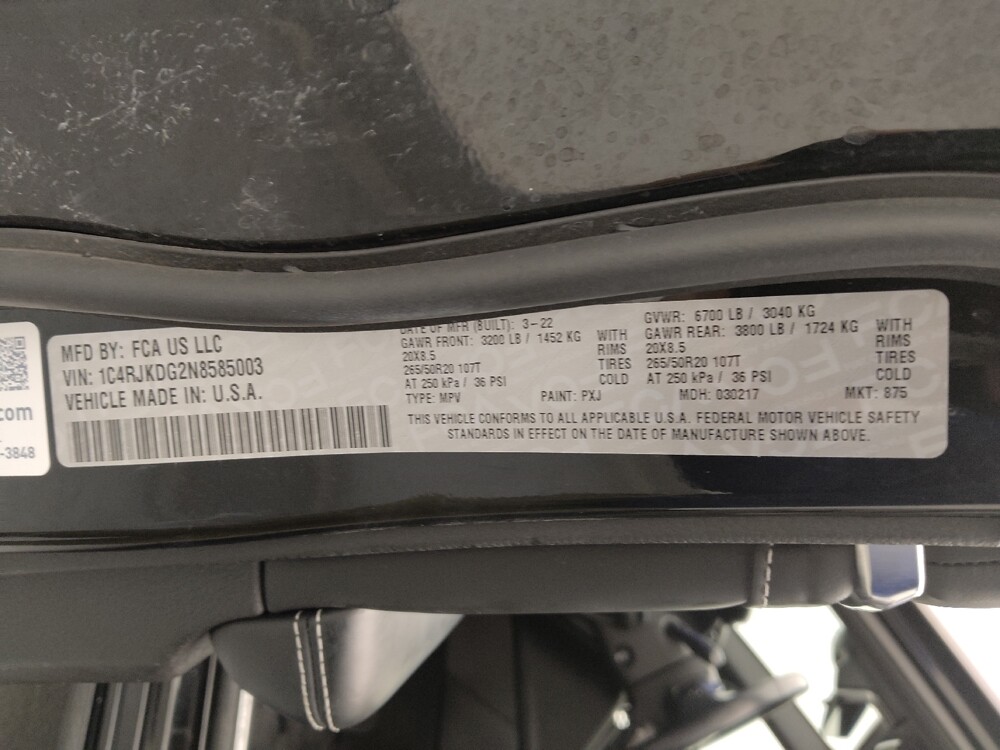 .com
-3848
MFD BY: FCA US LLC
VIN: 1C4RJKDG2N8585003
VEHICLE MADE IN: U.S.A.
DATE OF MFR (BUILT): 3-22
GAWR FRONT: 3200 LB / 1452 KG WITH
20X8.5 RIMS
265/50R20 107T TIRES
AT 250 kPa / 36 PSI COLD
TYPE: MPV PAINT: PXJ
GVWR: 6700 LB / 3040 KG
GAWR REAR: 3800 LB / 1724 KG WITH
20X8.5 RIMS
265/50R20 107T TIRES
AT 250 kPa / 36 PSI COLD
MDH: 030217 MKT: 875
THIS VEHICLE CONFORMS TO ALL APPLICABLE U.S.A. FEDERAL MOTOR VEHICLE SAFETY
STANDARDS IN EFFECT ON THE DATE OF MANUFACTURE SHOWN ABOVE.